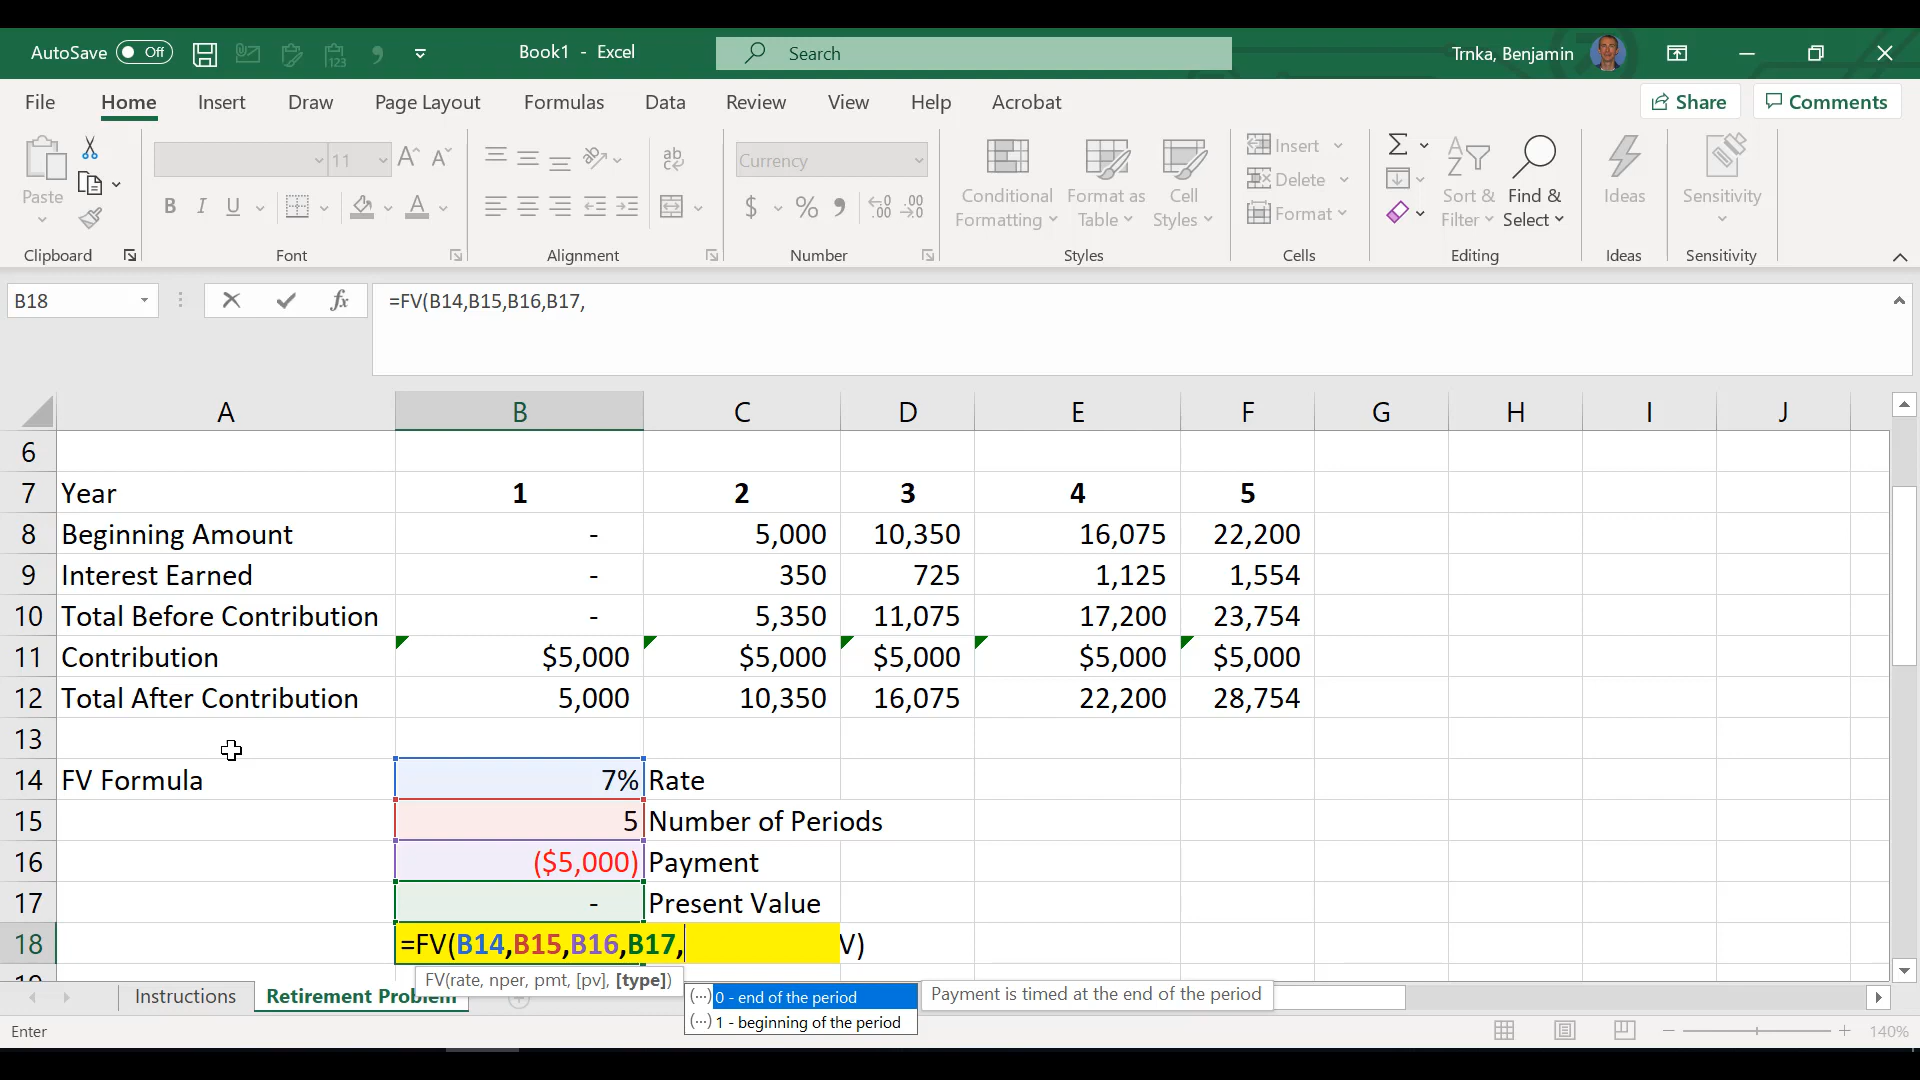 AutoSave Off Book1 - Excel Search Trnka, Benjamin
File Home Insert Draw Page Layout Formulas Data Review View Help Acrobat Share Comments
Paste 11 Currency Conditional Formatting Format as Table Cell Styles Insert Delete Format Sort & Filter Find & Select Ideas Sensitivity
Clipboard Font Alignment Number Styles Cells Editing Ideas Sensitivity
B18 fx =FV(B14,B15,B16,B17,
A B C D E F G H I J
6
7 Year 1 2 3 4 5
8 Beginning Amount - 5,000 10,350 16,075 22,200
9 Interest Earned - 350 725 1,125 1,554
10 Total Before Contribution - 5,350 11,075 17,200 23,754
11 Contribution $5,000 $5,000 $5,000 $5,000 $5,000
12 Total After Contribution 5,000 10,350 16,075 22,200 28,754
13
14 FV Formula 7% Rate
15 5 Number of Periods
16 ($5,000) Payment
17 - Present Value
18 =FV(B14,B15,B16,B17, V)
FV(rate, nper, pmt, [pv], [type])
Instructions Retirement Problem 0 - end of the period Payment is timed at the end of the period
1 - beginning of the period
Enter 140%